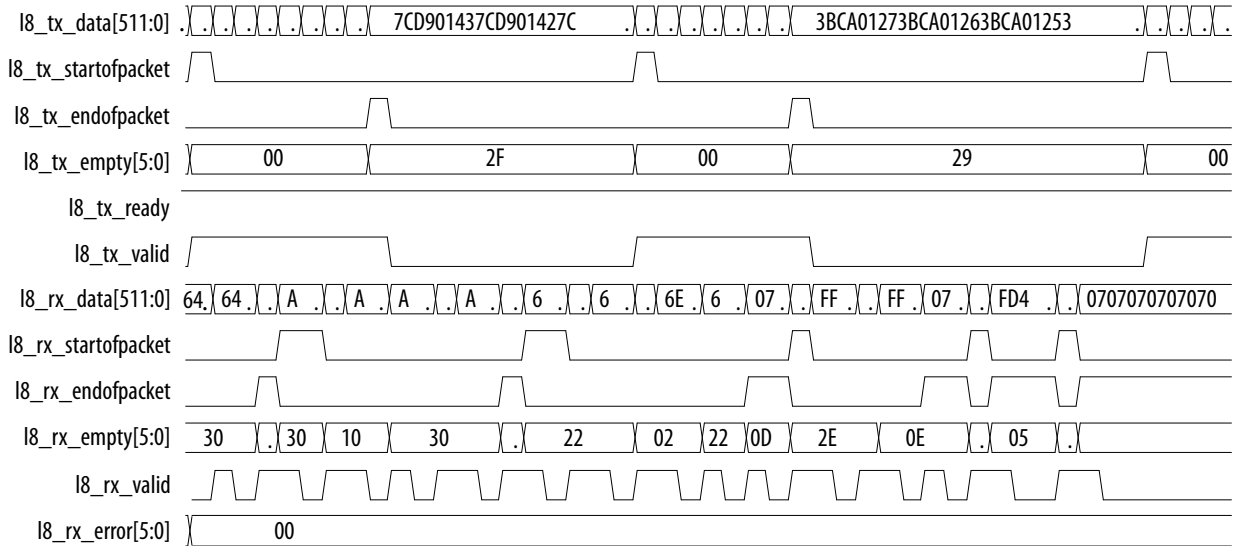 l8_tx_data[511:0] . . . . . . . . . 7CD901437CD901427C . . . . . . . . 3BCA01273BCA01263BCA01253 . . . . .
l8_tx_startofpacket
l8_tx_endofpacket
l8_tx_empty[5:0] 00 2F 00 29 00
l8_tx_ready
l8_tx_valid
l8_rx_data[511:0] 64. 64 . . . A . . . A . A . . A . . 6 . . 6 . . 6E . 6 . 07 . . FF . . FF . 07 . . FD4 . . 0707070707070
l8_rx_startofpacket
l8_rx_endofpacket
l8_rx_empty[5:0] 30 . 30 10 30 . 22 02 22 0D 2E 0E . 05 .
l8_rx_valid
l8_rx_error[5:0] 00